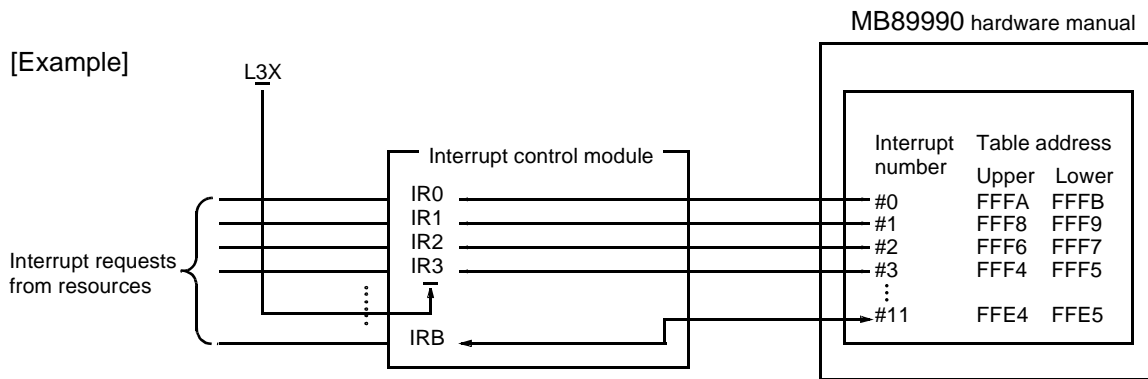 MB89990 hardware manual
[Example]
L3X
Interrupt control module
Interrupt number
Table address
Upper Lower
IR0
#0 FFFA FFFB
IR1
#1 FFF8 FFF9
IR2
#2 FFF6 FFF7
IR3
#3 FFF4 FFF5
Interrupt requests
from resources
IRB
#11 FFE4 FFE5